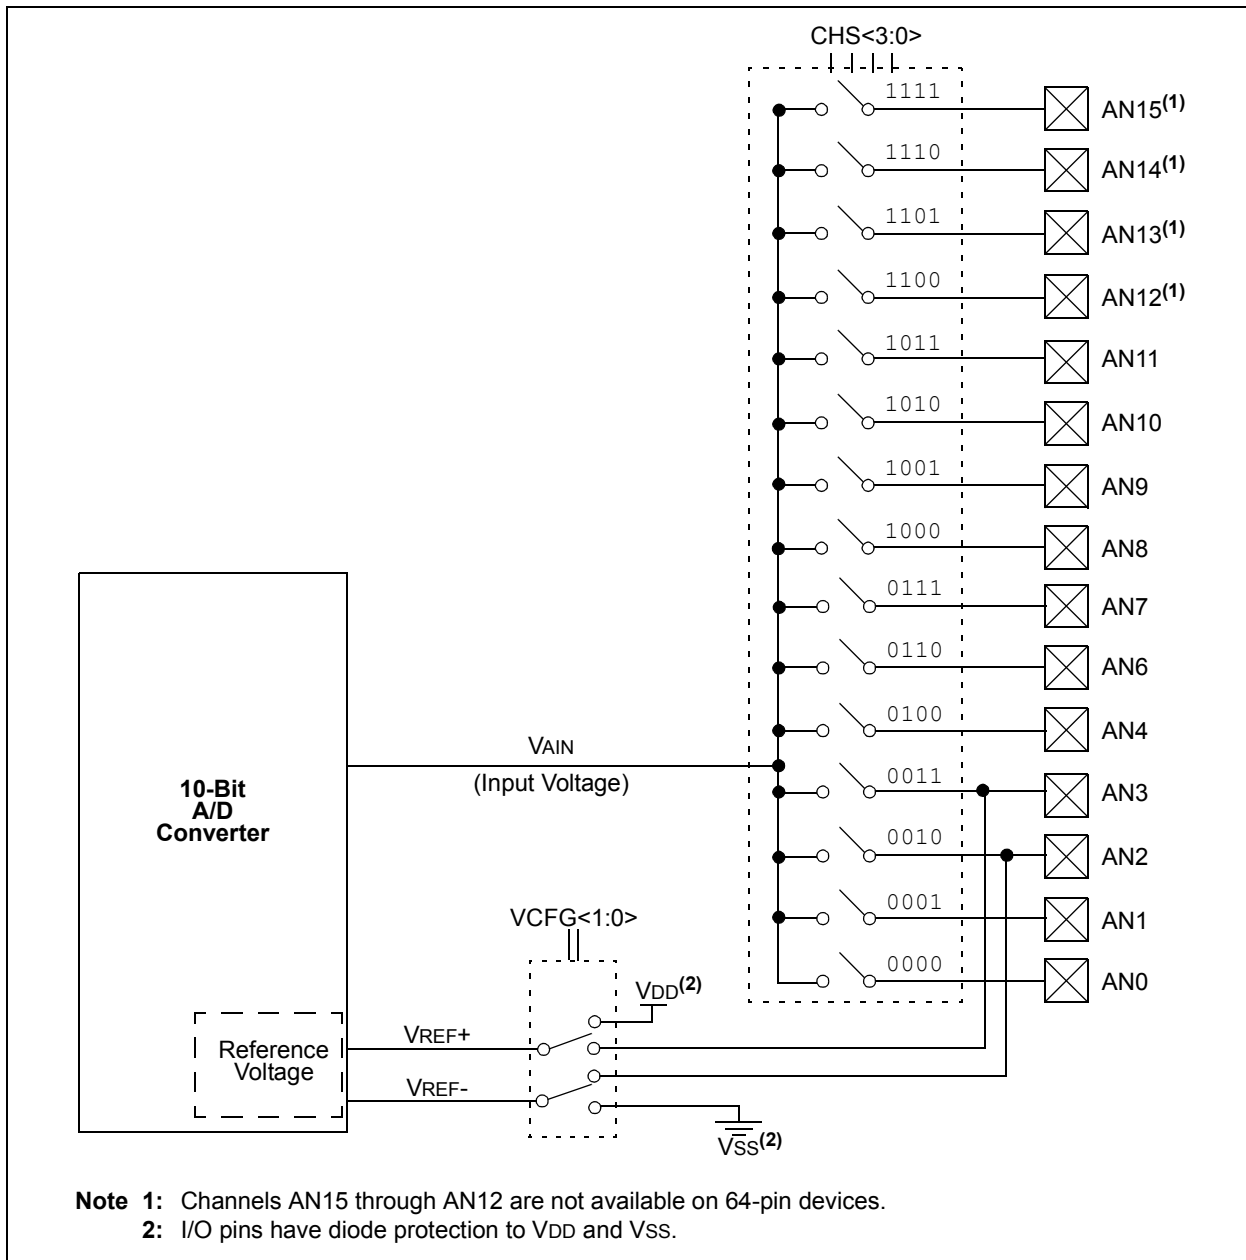 CHS<3:0>
1111
AN15(1)
1110
AN14(1)
1101
AN13(1)
1100
AN12(1)
1011
AN11
1010
AN10
1001
AN9
1000
AN8
0111
AN7
0110
AN6
0100
AN4
VAIN
(Input Voltage)
0011
AN3
10-Bit
A/D
Converter
0010
AN2
0001
AN1
VCFG<1:0>
0000
AN0
VDD(2)
Reference
Voltage
VREF+
VREF-
VSS(2)
Note 1: Channels AN15 through AN12 are not available on 64-pin devices.
2: I/O pins have diode protection to VDD and VSS.